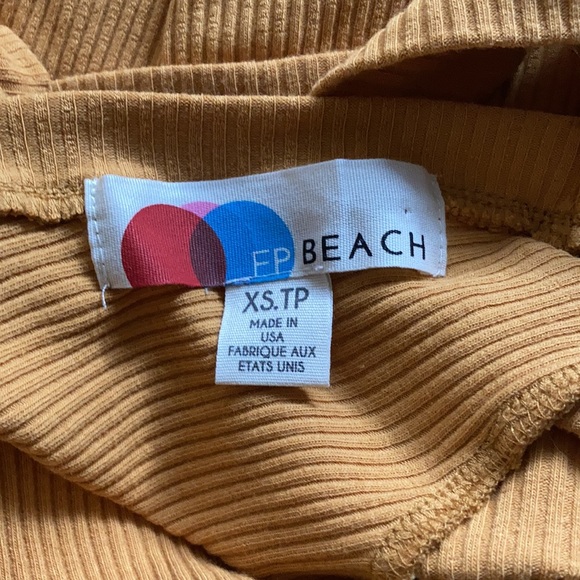 FP BEACH
XS.TP
MADE IN
USA
FABRIQUE AUX
ETATS UNIS